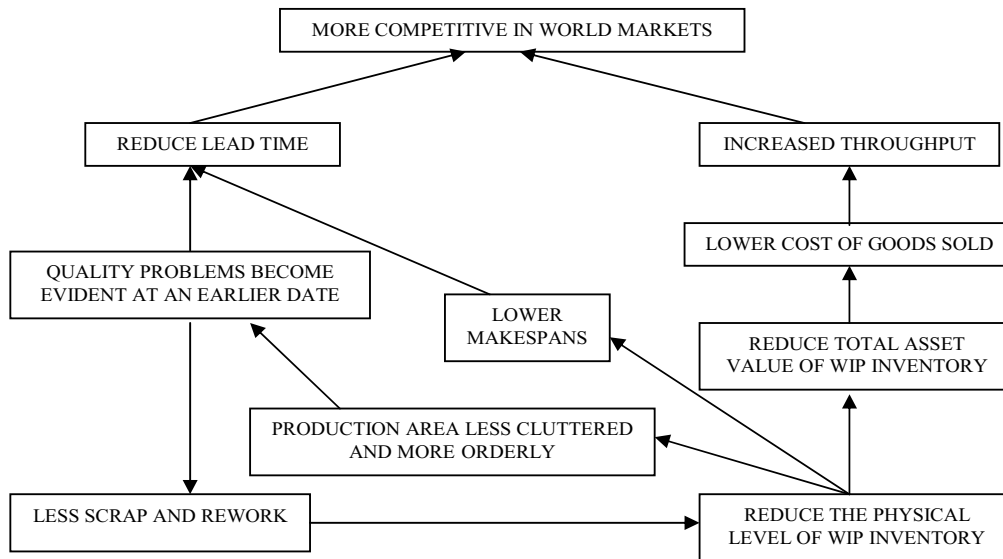 MORE COMPETITIVE IN WORLD MARKETS
REDUCE LEAD TIME
INCREASED THROUGHPUT
LOWER COST OF GOODS SOLD
QUALITY PROBLEMS BECOME
EVIDENT AT AN EARLIER DATE
LOWER
MAKESPANS
REDUCE TOTAL ASSET
VALUE OF WIP INVENTORY
PRODUCTION AREA LESS CLUTTERED
AND MORE ORDERLY
LESS SCRAP AND REWORK
REDUCE THE PHYSICAL
LEVEL OF WIP INVENTORY